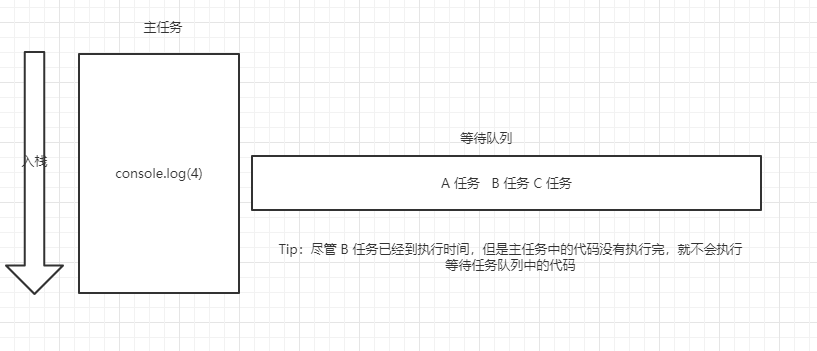 主任务
等待队列
入栈
console.log(4)
A 任务 B 任务 C 任务
Tip：尽管 B 任务已经到执行时间，但是主任务中的代码没有执行完，就不会执行
等待任务队列中的代码